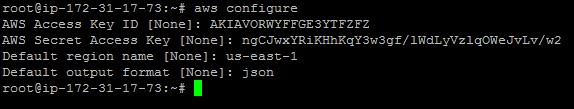 root@ip-172-31-17-73:~# aws configure
AWS Access Key ID [None]: AKIAVORWYFFGE3YTFZFZ
AWS Secret Access Key [None]: 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
Default region name [None]: us-east-1
Default output format [None]: json
root@ip-172-31-17-73:~#